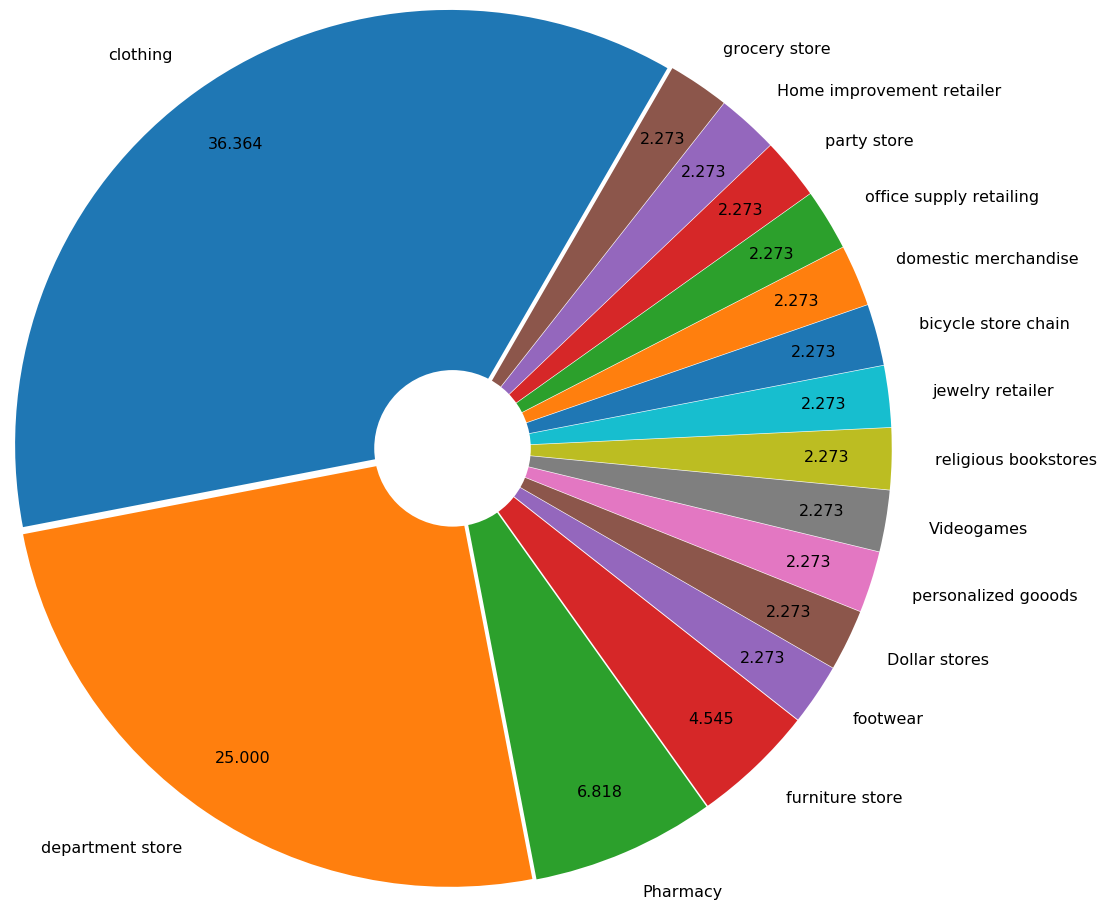 clothing
36.364
grocery store
2.273
Home improvement retailer
2.273
party store
2.273
office supply retailing
2.273
domestic merchandise
2.273
bicycle store chain
2.273
jewelry retailer
2.273
religious bookstores
2.273
Videogames
2.273
personalized gooods
2.273
Dollar stores
2.273
footwear
2.273
furniture store
4.545
Pharmacy
6.818
department store
25.000